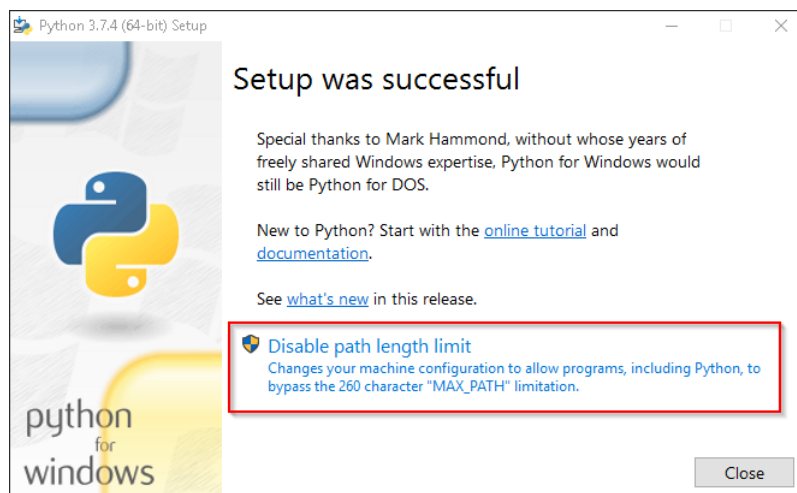 Python 3.7.4 (64-bit) Setup
Setup was successful
Special thanks to Mark Hammond, without whose years of
freely shared Windows expertise, Python for Windows would
still be Python for DOS.
New to Python? Start with the online tutorial and
documentation.
See what's new in this release.
Disable path length limit
Changes your machine configuration to allow programs, including Python, to
bypass the 260 character "MAX_PATH" limitation.
python
for
windows
Close